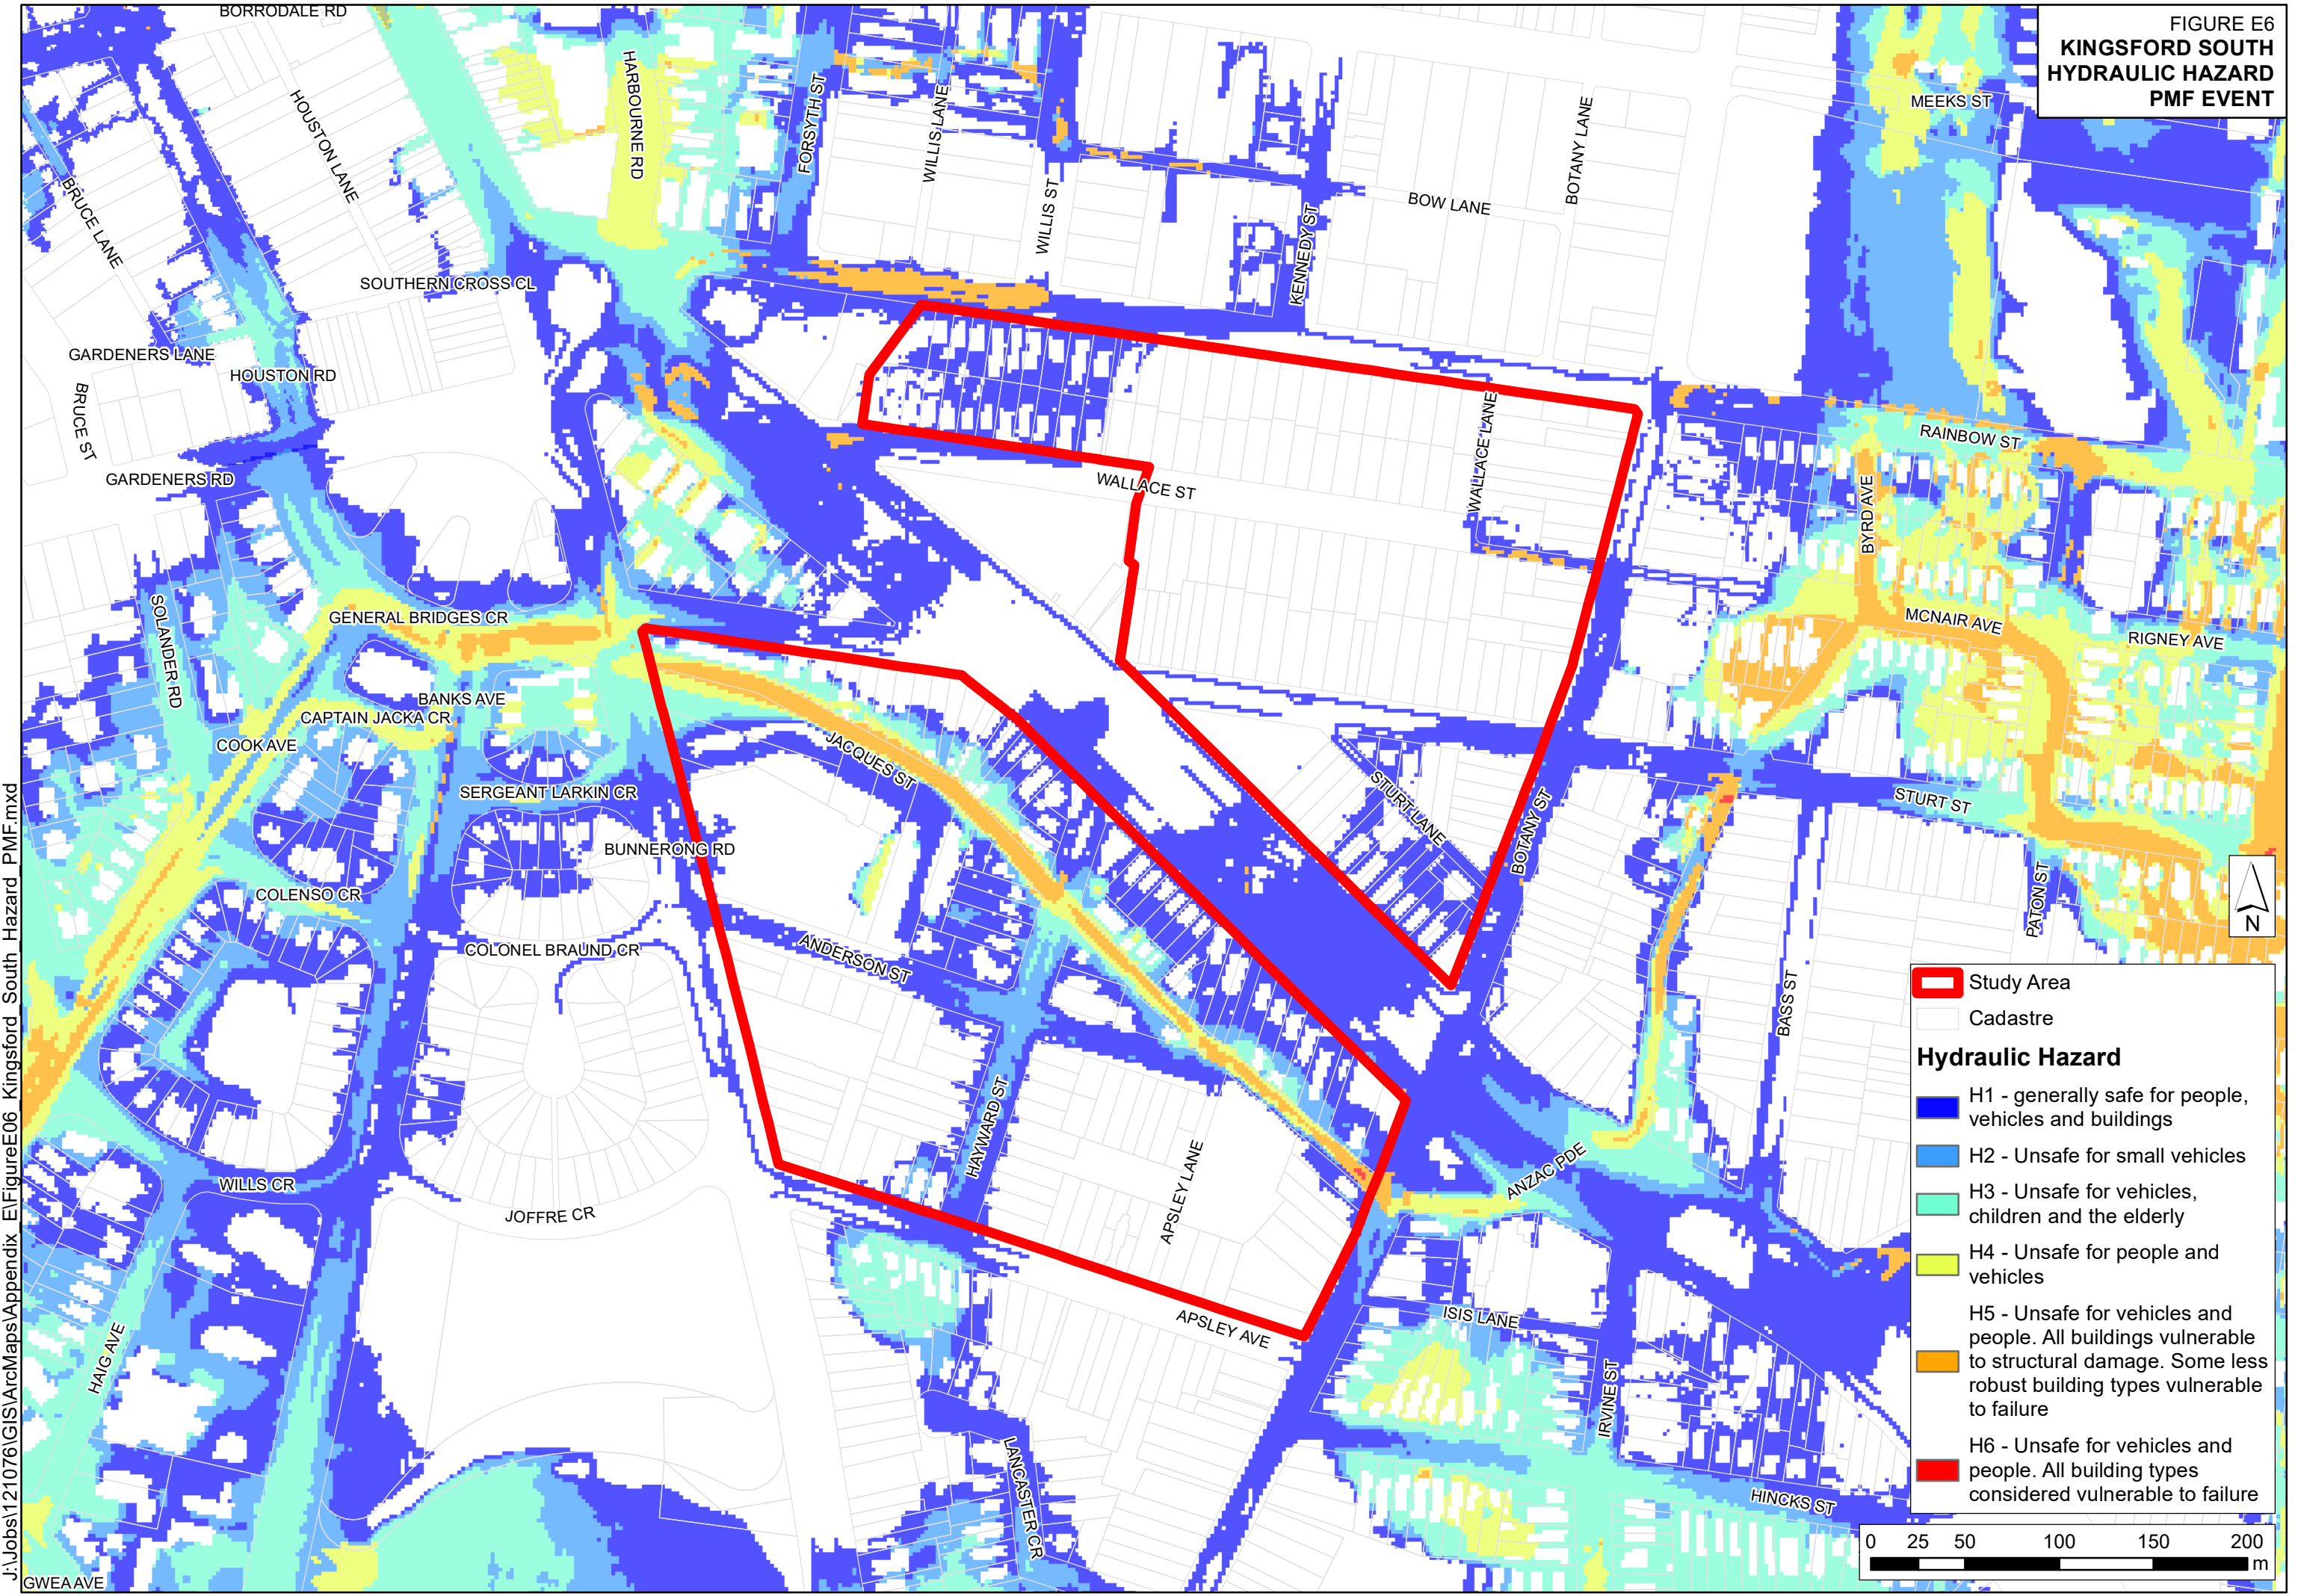 FIGURE E6
KINGSFORD SOUTH
HYDRAULIC HAZARD
PMF EVENT
BORRODALE RD
HARBOURNE RD
HOUSTON LANE
FORSYTH ST
WILLIS LANE
BOTANY LANE
MEEKS ST
BRUCE LANE
WILLIS ST
BOW LANE
KENNEDY ST
SOUTHERN CROSS CL
GARDENERS LANE
HOUSTON RD
BRUCE ST
WALLACE LANE
RAINBOW ST
GARDENERS RD
WALLACE ST
BYRD AVE
SOLANDER RD
GENERAL BRIDGES CR
MCNAIR AVE
RIGNEY AVE
BANKS AVE
CAPTAIN JACKA CR
COOK AVE
JACQUES ST
SERGEANT LARKIN CR
STURT LANE
STURT ST
BOTANY ST
BUNNERONG RD
COLENSO CR
PATON ST
N
COLONEL BRAUND CR
ANDERSON ST
BASS ST
HAYWARD ST
APSLEY LANE
ANZAC PDE
WILLS CR
JOFFRE CR
HAIG AVE
APSLEY AVE
ISIS LANE
IRVINE ST
LANCASTER CR
HINCKS ST
GWEA AVE
Study Area
Cadastre
Hydraulic Hazard
H1 - generally safe for people,
vehicles and buildings
H2 - Unsafe for small vehicles
H3 - Unsafe for vehicles,
children and the elderly
H4 - Unsafe for people and
vehicles
H5 - Unsafe for vehicles and
people. All buildings vulnerable
to structural damage. Some less
robust building types vulnerable
to failure
H6 - Unsafe for vehicles and
people. All building types
considered vulnerable to failure
0 25 50 100 150 200
m
J:\Jobs\121076\GIS\ArcMaps\Appendix_E\FigureE06_Kingsford_South_Hazard_PMF.mxd